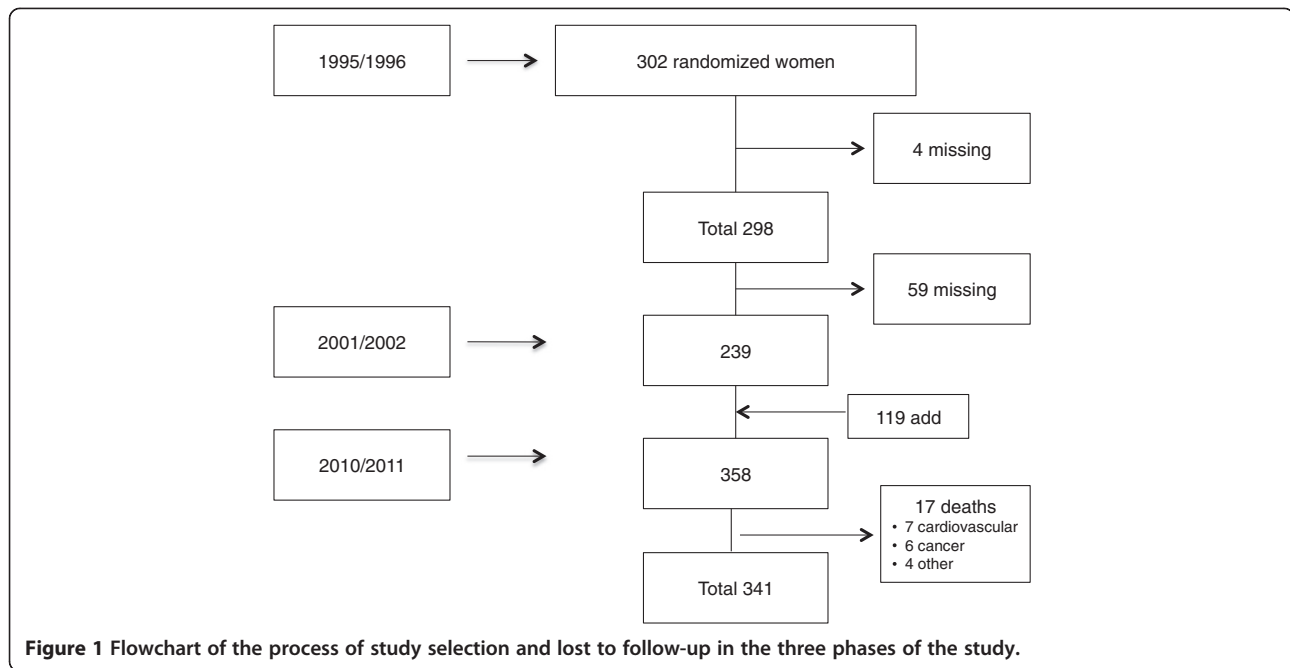 1995/1996
302 randomized women
4 missing
Total 298
59 missing
2001/2002
239
119 add
2010/2011
358
17 deaths
• 7 cardiovascular
• 6 cancer
• 4 other
Total 341
Figure 1 Flowchart of the process of study selection and lost to follow-up in the three phases of the study.